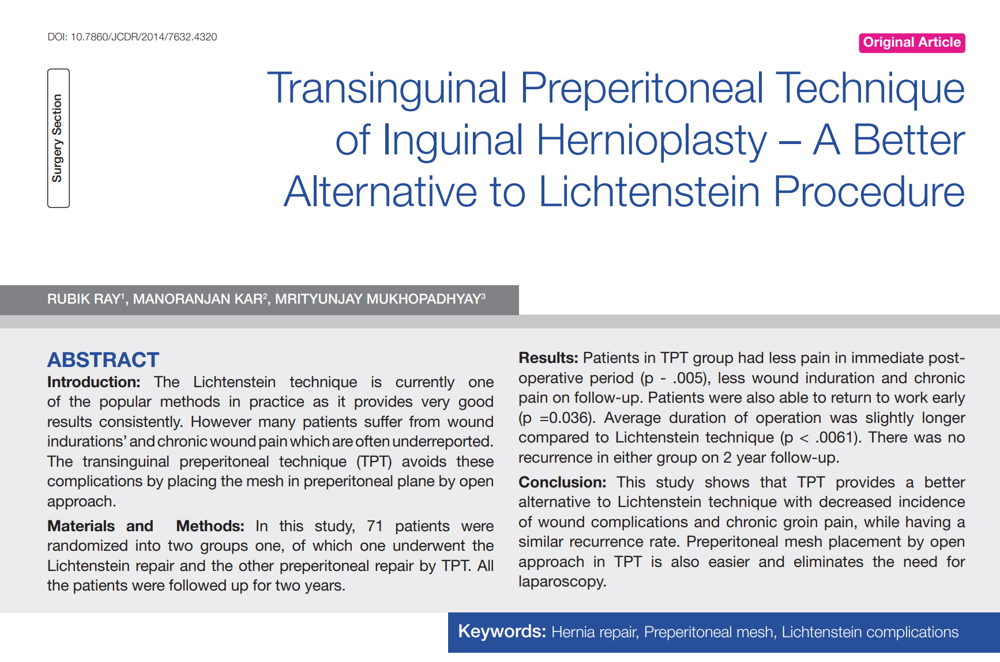 DOI: 10.7860/JCDR/2014/7632.4320
Original Article
Surgery Section
Transinguinal Preperitoneal Technique
of Inguinal Hernioplasty – A Better
Alternative to Lichtenstein Procedure
RUBIK RAY¹, MANORANJAN KAR², MRITYUNJAY MUKHOPADHYAY³
ABSTRACT
Introduction: The Lichtenstein technique is currently one
of the popular methods in practice as it provides very good
results consistently. However many patients suffer from wound
indurations’ and chronic wound pain which are often underreported.
The transinguinal preperitoneal technique (TPT) avoids these
complications by placing the mesh in preperitoneal plane by open
approach.
Materials and Methods: In this study, 71 patients were
randomized into two groups one, of which one underwent the
Lichtenstein repair and the other preperitoneal repair by TPT. All
the patients were followed up for two years.
Results: Patients in TPT group had less pain in immediate post-
operative period (p - .005), less wound induration and chronic
pain on follow-up. Patients were also able to return to work early
(p =0.036). Average duration of operation was slightly longer
compared to Lichtenstein technique (p < .0061). There was no
recurrence in either group on 2 year follow-up.
Conclusion: This study shows that TPT provides a better
alternative to Lichtenstein technique with decreased incidence
of wound complications and chronic groin pain, while having a
similar recurrence rate. Preperitoneal mesh placement by open
approach in TPT is also easier and eliminates the need for
laparoscopy.
Keywords: Hernia repair, Preperitoneal mesh, Lichtenstein complications